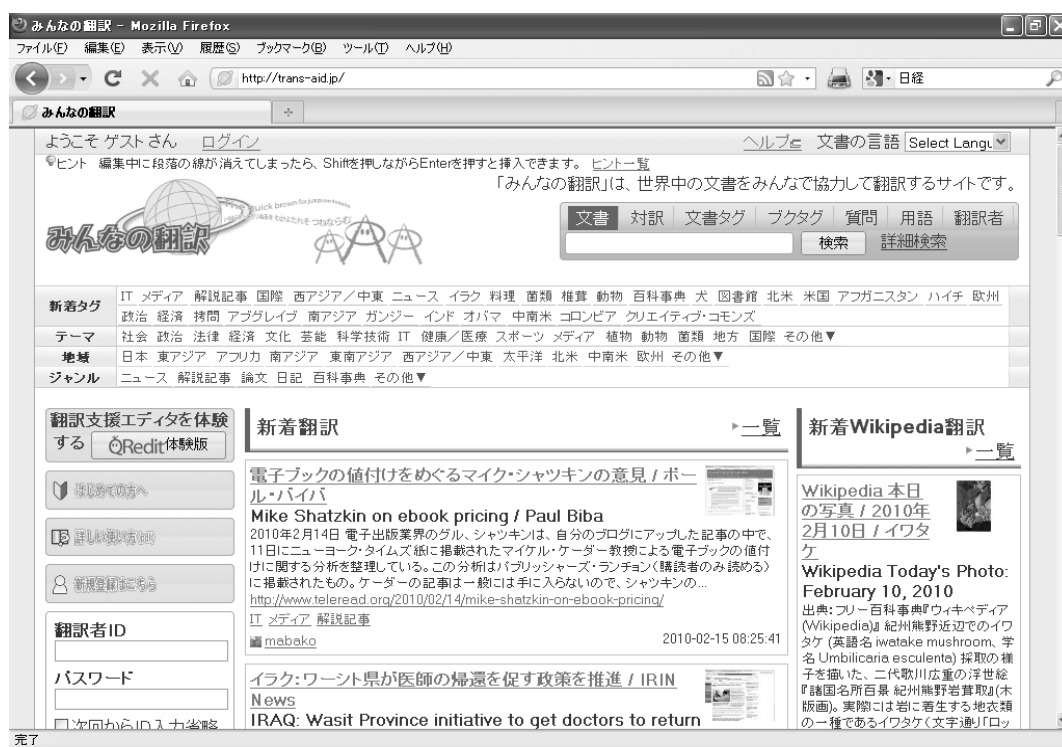 みんなの翻訳 - Mozilla Firefox
ファイル(F) 編集(E) 表示(V) 履歴(S) ブックマーク(B) ツール(T) ヘルプ(H)
http://trans-aid.jp/
日経
みんなの翻訳
ようこそ ゲスト さん ログイン
ヘルプ 文書の言語 Select Langu
ヒント 編集中に段落の線が消えてしまったら、Shiftを押しながらEnterを押すと挿入できます。 ヒント一覧
「みんなの翻訳」は、世界中の文書をみんなで協力して翻訳するサイトです。
みんなの翻訳
文書 対訳 文書タグ ブクタグ 質問 用語 翻訳者
検索 詳細検索
新着タグ
IT メディア 解説記事 国際 西アジア／中東 ニュース イラク 料理 菌類 椎茸 動物 百科事典 犬 図書館 北米 米国 アフガニスタン ハイチ 欧州
政治 経済 拷問 アブグレイブ 南アジア ガンジー インド オバマ 中南米 コロンビア クリエイティブ・コモンズ
テーマ 社会 政治 法律 経済 文化 芸能 科学技術 IT 健康／医療 スポーツ メディア 植物 動物 菌類 地方 国際 その他▼
地域 日本 東アジア アフリカ 南アジア 東南アジア 西アジア／中東 太平洋 北米 中南米 欧州 その他▼
ジャンル ニュース 解説記事 論文 日記 百科事典 その他▼
翻訳支援エディタを体験
する QRedit体験版
はじめての方へ
詳しい使い方
新規登録はこちら
翻訳者ID
パスワード
次回からID入力省略
新着翻訳 一覧
電子ブックの値付けをめぐるマイク・シャツキンの意見 / ポー
ル・バイバ
Mike Shatzkin on ebook pricing / Paul Biba
2010年2月14日 電子出版業界のグル、シャツキンは、自分のブログにアップした記事の中で、
11日にニューヨーク・タイムズ紙に掲載されたマイケル・ケーダー教授による電子ブックの値付
けに関する分析を整理している。この分析はパブリッシャーズ・ランチョン（購読者のみ読める）
に掲載されたもの。ケーダーの記事は一般には手に入らないので、シャツキンの...
http://www.teleread.org/2010/02/14/mike-shatzkin-on-ebook-pricing/
IT メディア 解説記事
mabako 2010-02-15 08:25:41
イラク：ワーシト県が医師の帰還を促す政策を推進 / IRIN
News
IRAQ: Wasit Province initiative to get doctors to return
新着Wikipedia翻訳
一覧
Wikipedia 本日
の写真 / 2010年
2月10日 / イワタ
ケ
Wikipedia Today's Photo:
February 10, 2010
出典：フリー百科事典『ウィキペディア
(Wikipedia)』 紀州熊野近辺でのイワ
タケ (英語名 iwatake mushroom、学
名 Umbilicaria esculenta) 採取の様
子を描いた、二代歌川広重の浮世絵
『諸国名所百景 紀州熊野岩茸取』(木
版画)。実際には岩に着生する地衣類
の一種であるイワタケ（文字通り「ロッ
完了